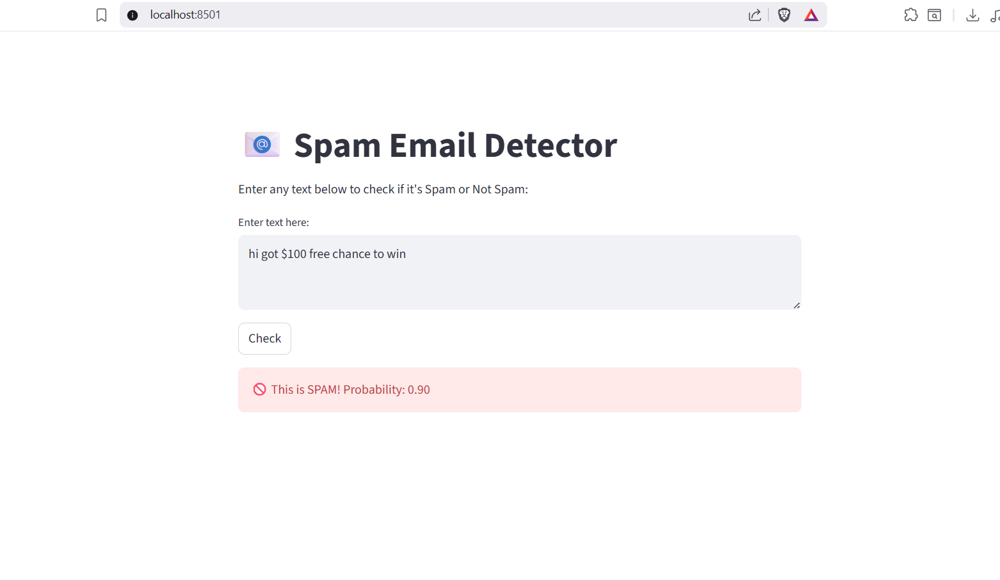 localhost:8501
Spam Email Detector
Enter any text below to check if it's Spam or Not Spam:
Enter text here:
hi got $100 free chance to win
Check
This is SPAM! Probability: 0.90